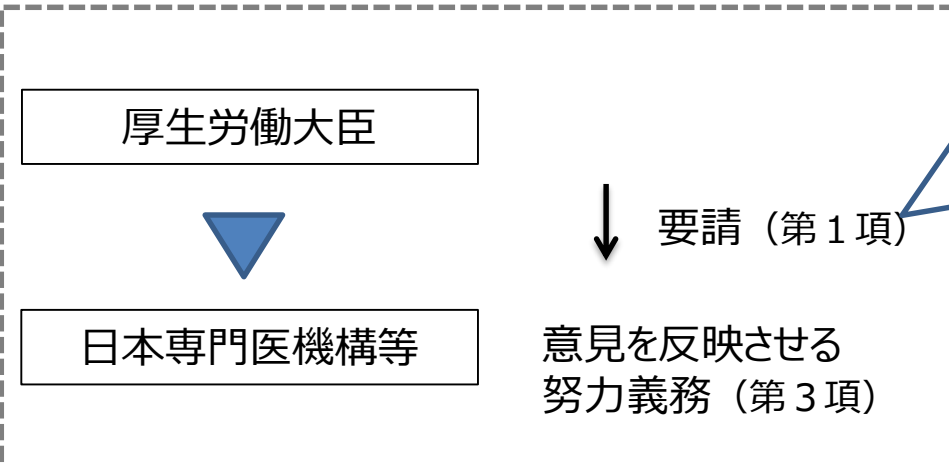 厚生労働大臣
要請（第１項）
日本専門医機構等
意見を反映させる
努力義務（第３項）